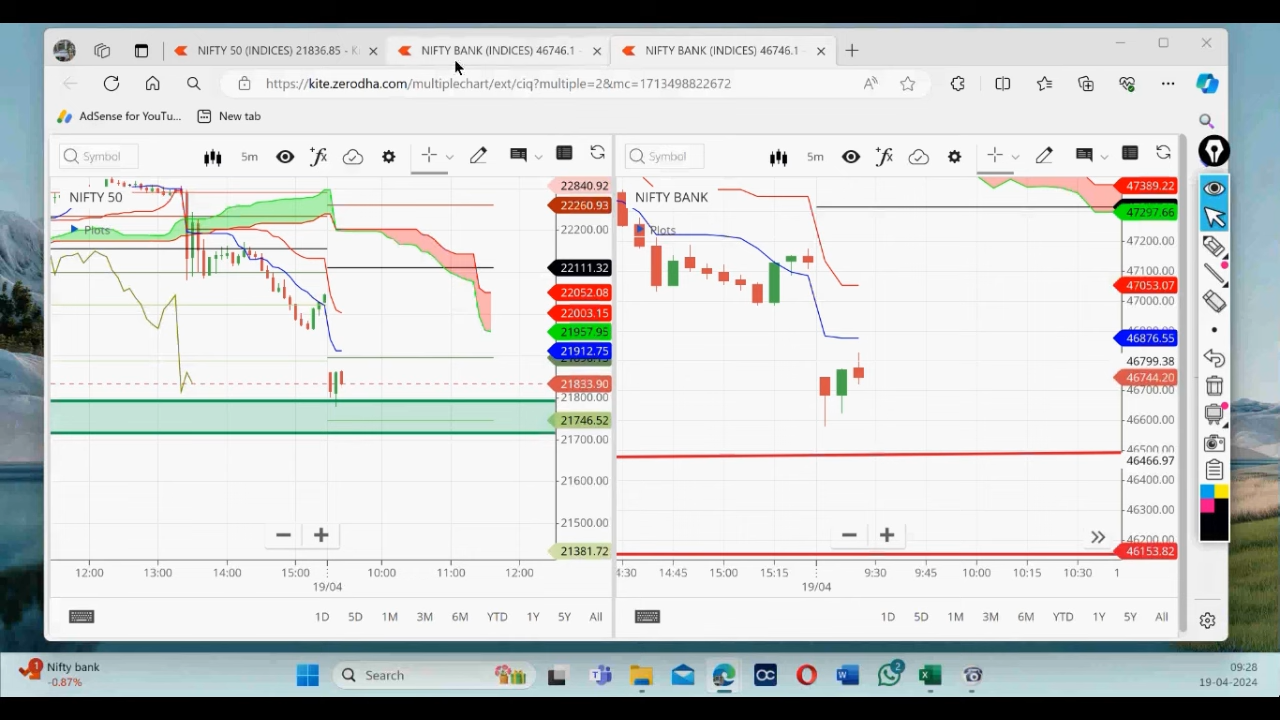 NIFTY 50 (INDICES) 21836.85 - K
NIFTY BANK (INDICES) 46746.1 -
NIFTY BANK (INDICES) 46746.1 -
https://kite.zerodha.com/multiplechart/ext/ciq?multiple=2&mc=1713498822672
AdSense for YouTu...
New tab
Symbol
5m
NIFTY 50
Plots
22840.92
22260.93
22200.00
22111.32
22052.08
22003.15
21957.95
21912.75
21833.90
21800.00
21746.52
21700.00
21600.00
21500.00
21381.72
12:00 13:00 14:00 15:00 10:00 11:00 12:00
19/04
1D 5D 1M 3M 6M YTD 1Y 5Y All
Symbol
5m
NIFTY BANK
Plots
47389.22
47297.66
47200.00
47100.00
47053.07
47000.00
46876.55
46799.38
46744.20
46700.00
46600.00
46500.00
46466.97
46400.00
46300.00
46200.00
46153.82
4:30 14:45 15:00 15:15 9:30 9:45 10:00 10:15 10:30 1
19/04
1D 5D 1M 3M 6M YTD 1Y 5Y All
1
Nifty bank
-0.87%
Search
2
09:28
19-04-2024